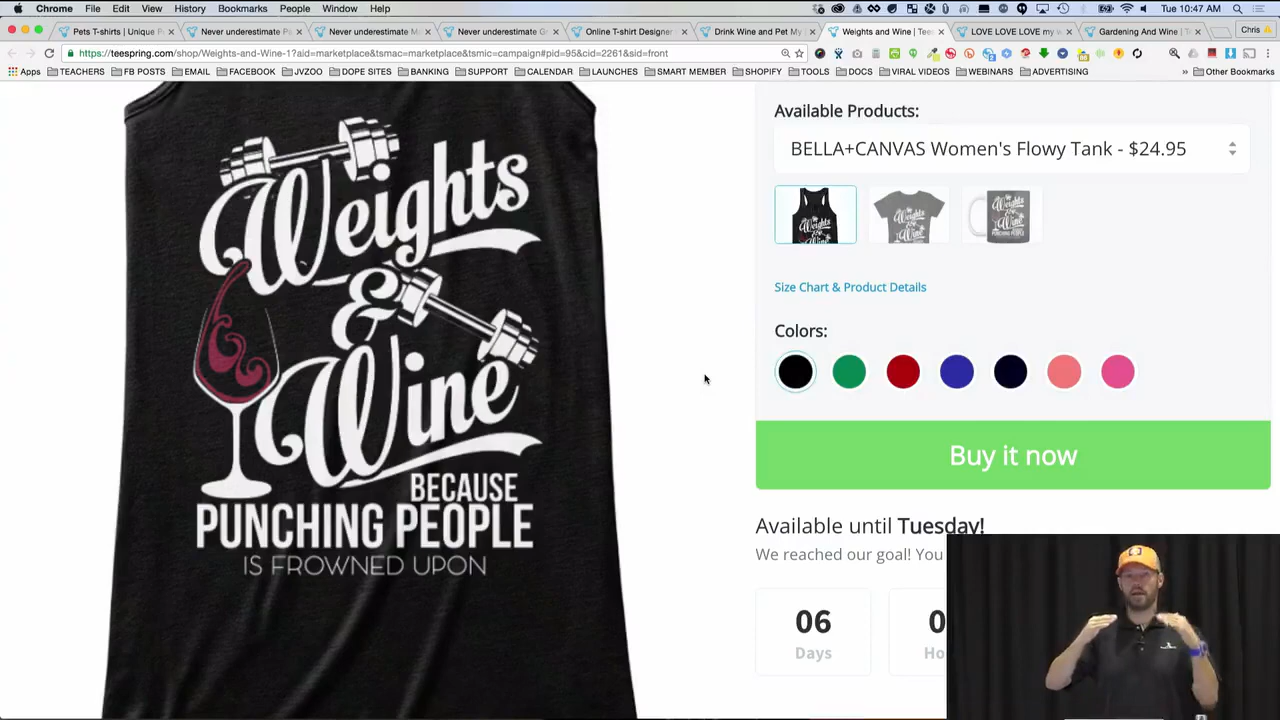 Chrome File Edit View History Bookmarks People Window Help
Tue 10:47 AM
Pets T-shirts | Unique F
Never underestimate P
Never underestimate M
Never underestimate G
Online T-shirt Designer
Drink Wine and Pet My
Weights and Wine | Tee
LOVE LOVE LOVE my w
Gardening And Wine | T
Chris
https://teespring.com/shop/Weights-and-Wine-1?aid=marketplace&tsmac=marketplace&tsmic=campaign#pid=95&cid=2261&sid=front
Apps TEACHERS FB POSTS EMAIL FACEBOOK JVZOO DOPE SITES BANKING SUPPORT CALENDAR LAUNCHES SMART MEMBER SHOPIFY TOOLS DOCS VIRAL VIDEOS WEBINARS ADVERTISING » Other Bookmarks
Weights
&
Wine
BECAUSE
PUNCHING PEOPLE
IS FROWNED UPON
Available Products:
BELLA+CANVAS Women's Flowy Tank - $24.95
Size Chart & Product Details
Colors:
Buy it now
Available until Tuesday!
We reached our goal! You
06
Days
0
Ho